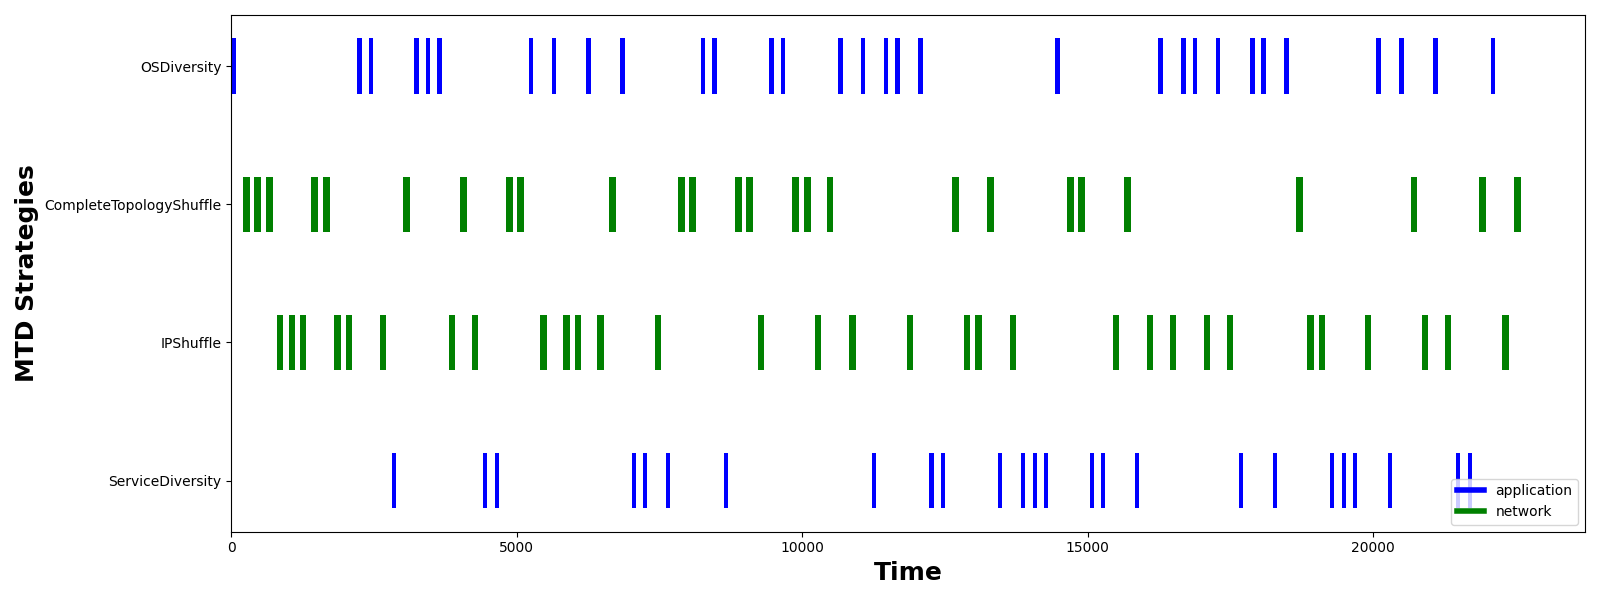 MTD Strategies
OSDiversity
CompleteTopologyShuffle
IPShuffle
ServiceDiversity
application
network
0 5000 10000 15000 20000
Time